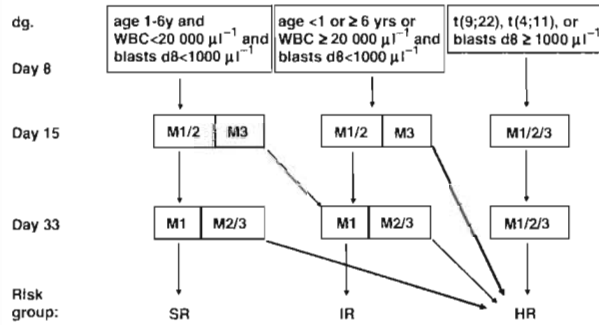 dg.
age 1-6y and
WBC<20 000 μl⁻¹ and
blasts d8<1000 μl⁻¹
age <1 or ≥ 6 yrs or
WBC ≥ 20 000 μl⁻¹ and
blasts d8<1000 μl⁻¹
t(9;22), t(4;11), or
blasts d8 ≥ 1000 μl⁻¹
Day 8
Day 15
M1/2 M3
M1/2 M3
M1/2/3
Day 33
M1 M2/3
M1 M2/3
M1/2/3
Risk
group:
SR
IR
HR